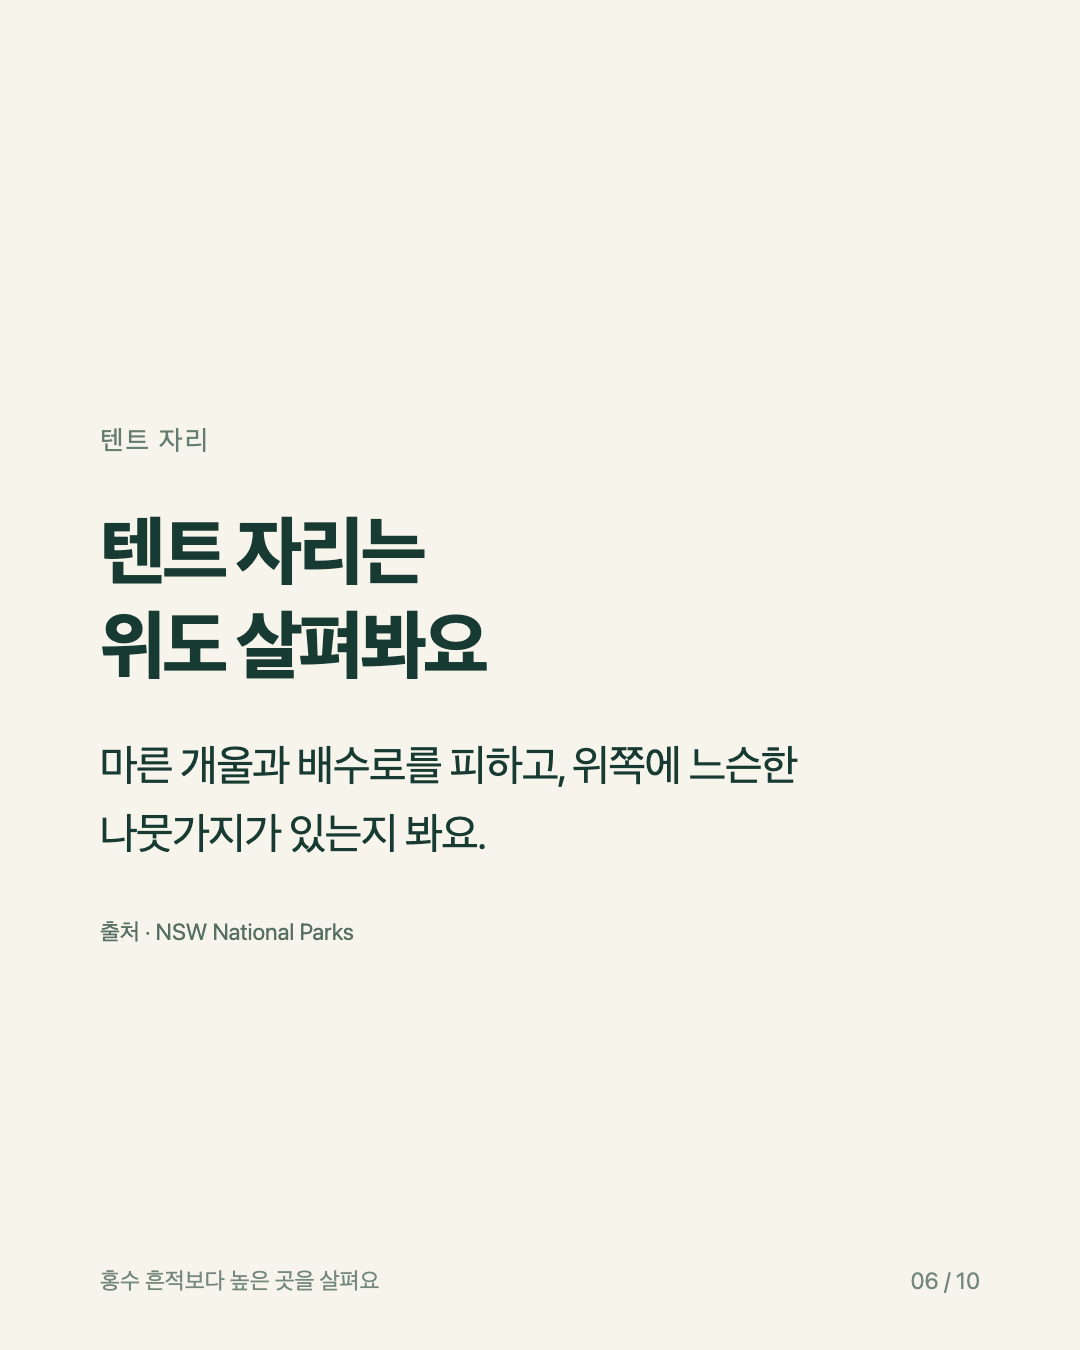 텐트 자리
텐트 자리는
위도 살펴봐요
마른 개울과 배수로를 피하고, 위쪽에 느슨한
나뭇가지가 있는지 봐요.
출처 · NSW National Parks
홍수 흔적보다 높은 곳을 살펴요
06 / 10